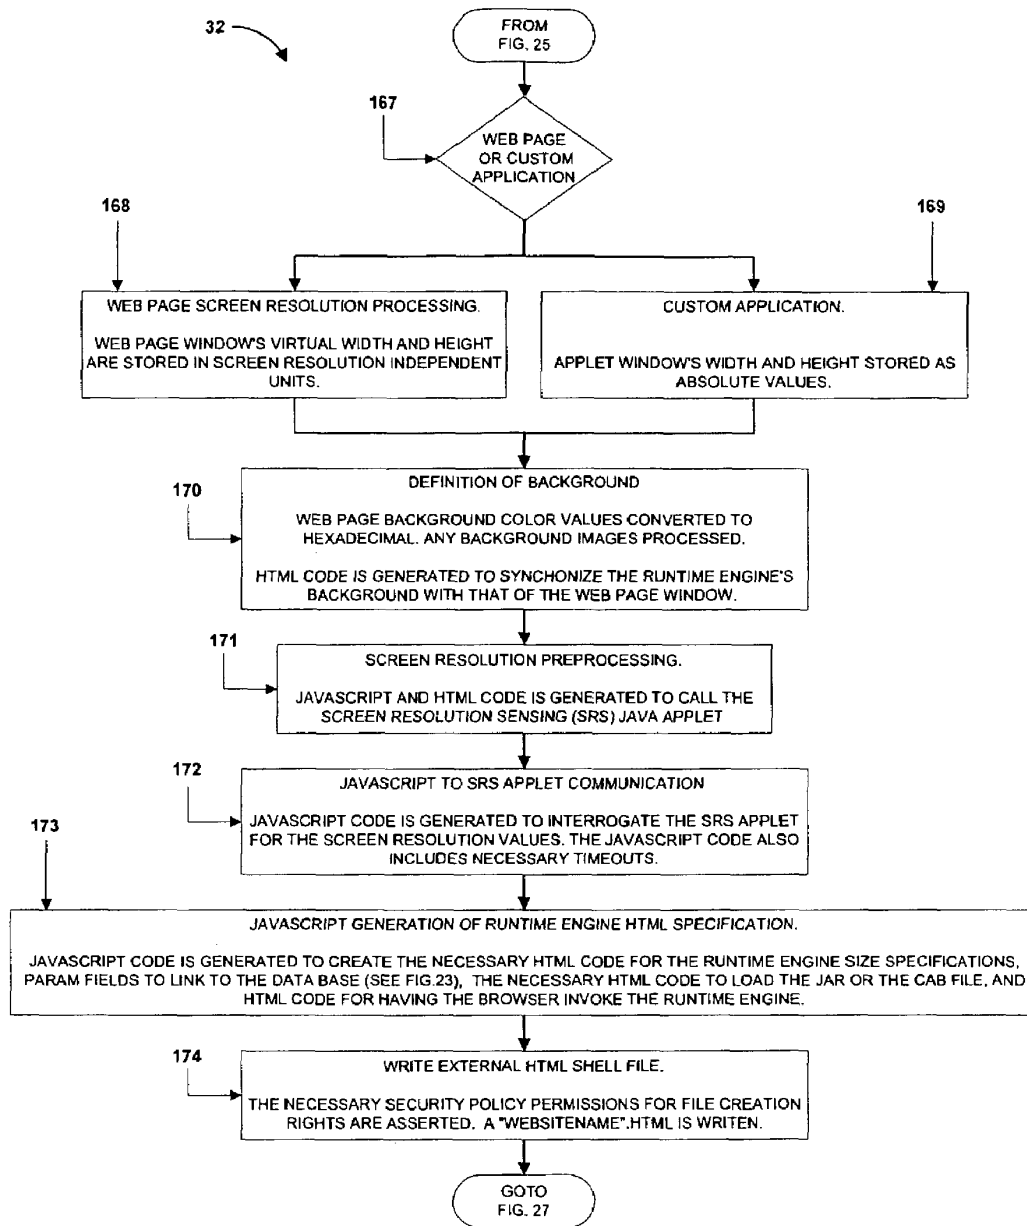 32
FROM
FIG. 25
167
WEB PAGE
OR CUSTOM
APPLICATION
168
169
WEB PAGE SCREEN RESOLUTION PROCESSING.
WEB PAGE WINDOW'S VIRTUAL WIDTH AND HEIGHT
ARE STORED IN SCREEN RESOLUTION INDEPENDENT
UNITS.
CUSTOM APPLICATION.
APPLET WINDOW'S WIDTH AND HEIGHT STORED AS
ABSOLUTE VALUES.
170
DEFINITION OF BACKGROUND
WEB PAGE BACKGROUND COLOR VALUES CONVERTED TO
HEXADECIMAL. ANY BACKGROUND IMAGES PROCESSED.
HTML CODE IS GENERATED TO SYNCHONIZE THE RUNTIME ENGINE'S
BACKGROUND WITH THAT OF THE WEB PAGE WINDOW.
171
SCREEN RESOLUTION PREPROCESSING.
JAVASCRIPT AND HTML CODE IS GENERATED TO CALL THE
SCREEN RESOLUTION SENSING (SRS) JAVA APPLET
172
JAVASCRIPT TO SRS APPLET COMMUNICATION
JAVASCRIPT CODE IS GENERATED TO INTERROGATE THE SRS APPLET
FOR THE SCREEN RESOLUTION VALUES. THE JAVASCRIPT CODE ALSO
INCLUDES NECESSARY TIMEOUTS.
173
JAVASCRIPT GENERATION OF RUNTIME ENGINE HTML SPECIFICATION.
JAVASCRIPT CODE IS GENERATED TO CREATE THE NECESSARY HTML CODE FOR THE RUNTIME ENGINE SIZE SPECIFICATIONS,
PARAM FIELDS TO LINK TO THE DATA BASE (SEE FIG.23), THE NECESSARY HTML CODE TO LOAD THE JAR OR THE CAB FILE, AND
HTML CODE FOR HAVING THE BROWSER INVOKE THE RUNTIME ENGINE.
174
WRITE EXTERNAL HTML SHELL FILE.
THE NECESSARY SECURITY POLICY PERMISSIONS FOR FILE CREATION
RIGHTS ARE ASSERTED. A "WEBSITENAME".HTML IS WRITEN.
GOTO
FIG. 27